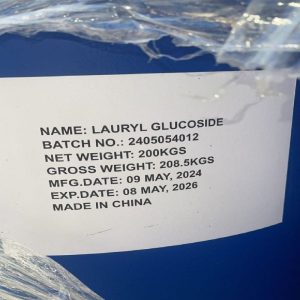 NAME: LAURYL GLUCOSIDE
BATCH NO.: 2405054012
NET WEIGHT: 200KGS
GROSS WEIGHT: 208.5KGS
MFG.DATE: 09 MAY, 2024
EXP.DATE: 08 MAY, 2026
MADE IN CHINA